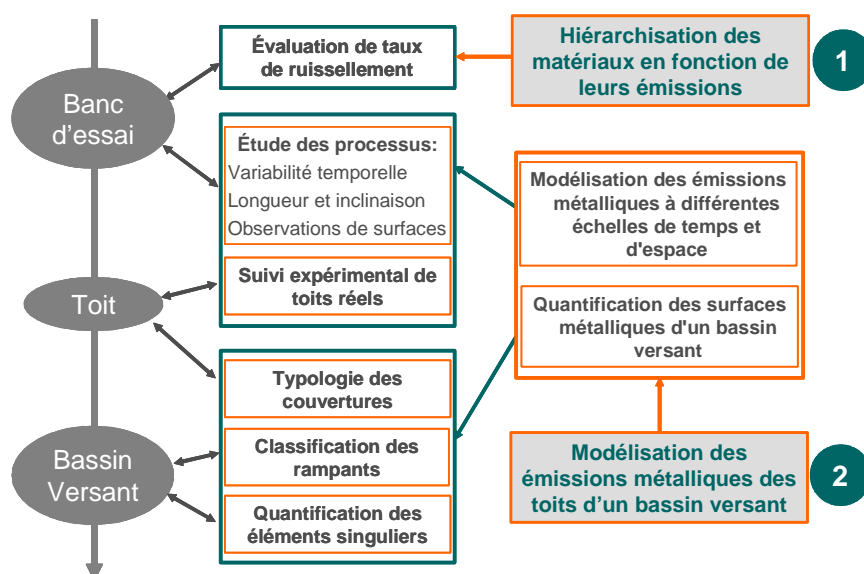 Évaluation de taux
de ruissellement
Hiérarchisation des
matériaux en fonction de
leurs émissions
1
Banc
d'essai
Étude des processus:
Variabilité temporelle
Longueur et inclinaison
Observations de surfaces
Modélisation des émissions
métalliques à différentes
échelles de temps et
d'espace
Toit
Suivi expérimental de
toits réels
Quantification des surfaces
métalliques d'un bassin
versant
Typologie des
couvertures
Bassin
Versant
Classification des
rampants
Quantification des
éléments singuliers
Modélisation des
émissions métalliques des
toits d'un bassin versant
2